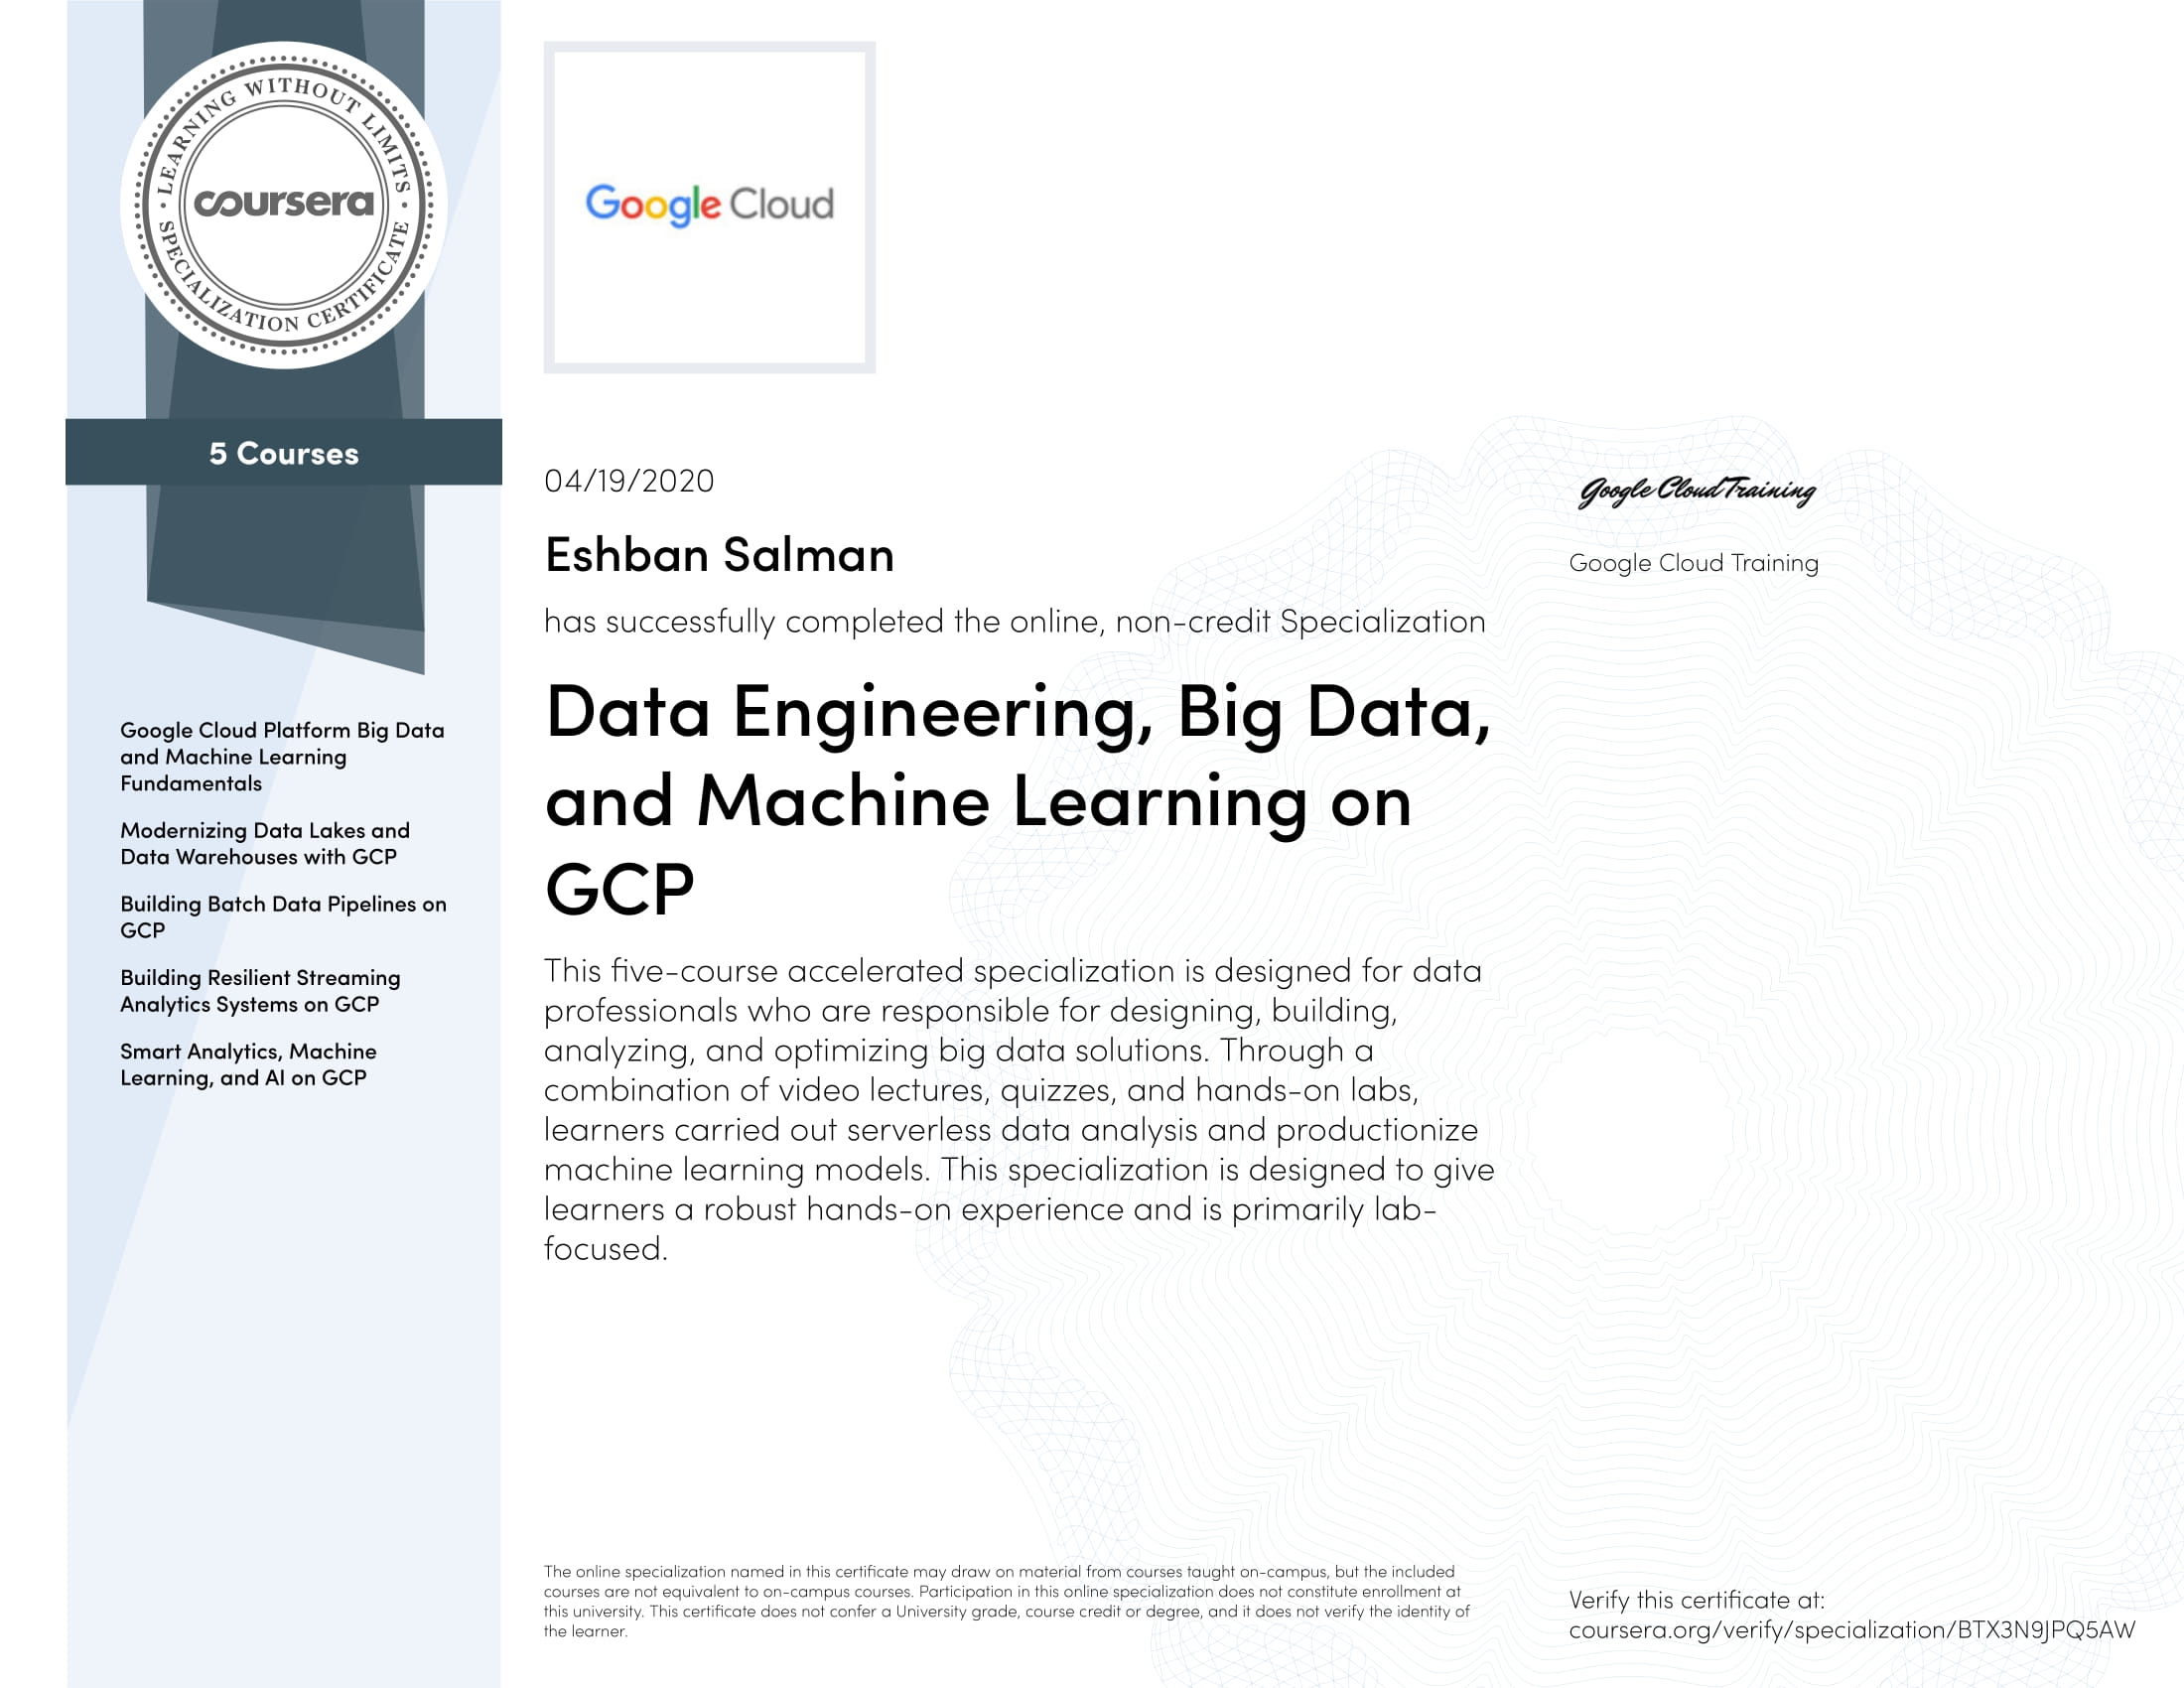 LEARNING WITHOUT LIMITS
coursera
SPECIALIZATION CERTIFICATE
5 Courses
Google Cloud Platform Big Data
and Machine Learning
Fundamentals
Modernizing Data Lakes and
Data Warehouses with GCP
Building Batch Data Pipelines on
GCP
Building Resilient Streaming
Analytics Systems on GCP
Smart Analytics, Machine
Learning, and AI on GCP
Google Cloud
04/19/2020
Eshban Salman
has successfully completed the online, non-credit Specialization
Data Engineering, Big Data,
and Machine Learning on
GCP
This five-course accelerated specialization is designed for data
professionals who are responsible for designing, building,
analyzing, and optimizing big data solutions. Through a
combination of video lectures, quizzes, and hands-on labs,
learners carried out serverless data analysis and productionize
machine learning models. This specialization is designed to give
learners a robust hands-on experience and is primarily lab-
focused.
Google Cloud Training
Google Cloud Training
The online specialization named in this certificate may draw on material from courses taught on-campus, but the included
courses are not equivalent to on-campus courses. Participation in this online specialization does not constitute enrollment at
this university. This certificate does not confer a University grade, course credit or degree, and it does not verify the identity of
the learner.
Verify this certificate at:
coursera.org/verify/specialization/BTX3N9JPQ5AW